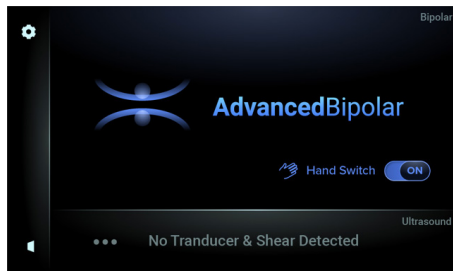 Bipolar
AdvancedBipolar
Hand Switch ON
Ultrasound
No Tranducer & Shear Detected